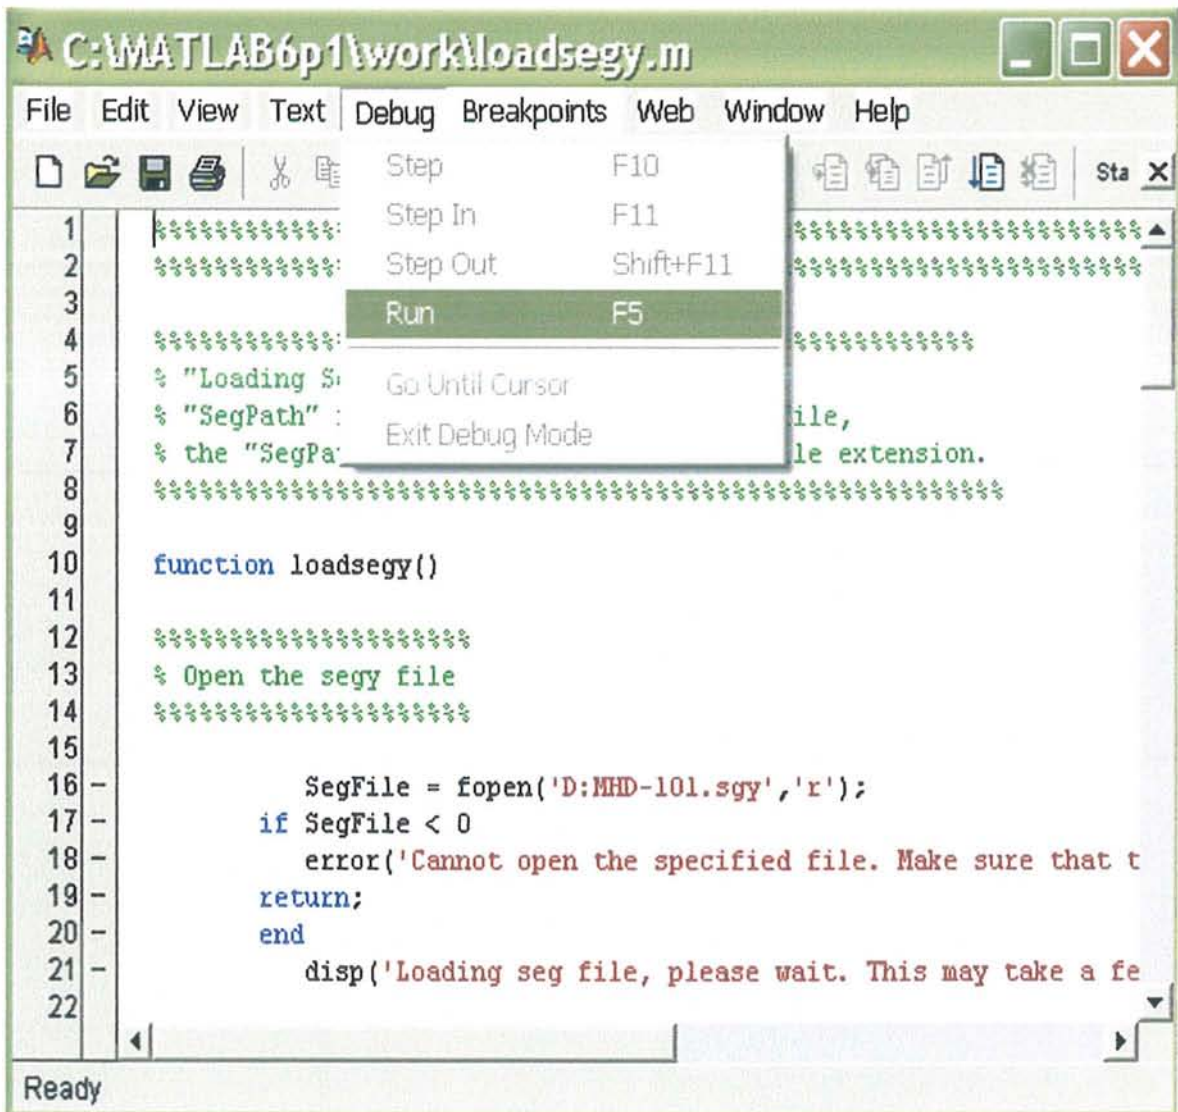 C:\MATLAB6p1\work\loadsegy.m
File Edit View Text Debug Breakpoints Web Window Help
Step F10
Step In F11
Step Out Shift+F11
Run F5
Go Until Cursor
Exit Debug Mode
Sta
1 %%%%%%%%%%%%% %%%%%%%%%%%%%%%%%%%%%%%
2 %%%%%%%%%%%%% %%%%%%%%%%%%%%%%%%%%%%%
3
4 %%%%%%%%%%%%% %%%%%%%%%%%%
5 % "Loading S
6 % "SegPath" ile,
7 % the "SegPa le extension.
8 %%%%%%%%%%%%%%%%%%%%%%%%%%%%%%%%%%%%%%%%%%%%%%%%%%%%%%%%
9
10 function loadsegy()
11
12 %%%%%%%%%%%%%%%%%%%%%
13 % Open the segy file
14 %%%%%%%%%%%%%%%%%%%%%
15
16 - SegFile = fopen('D:MHD-101.sgy','r');
17 - if SegFile < 0
18 - error('Cannot open the specified file. Make sure that t
19 - return;
20 - end
21 - disp('Loading seg file, please wait. This may take a fe
22
Ready